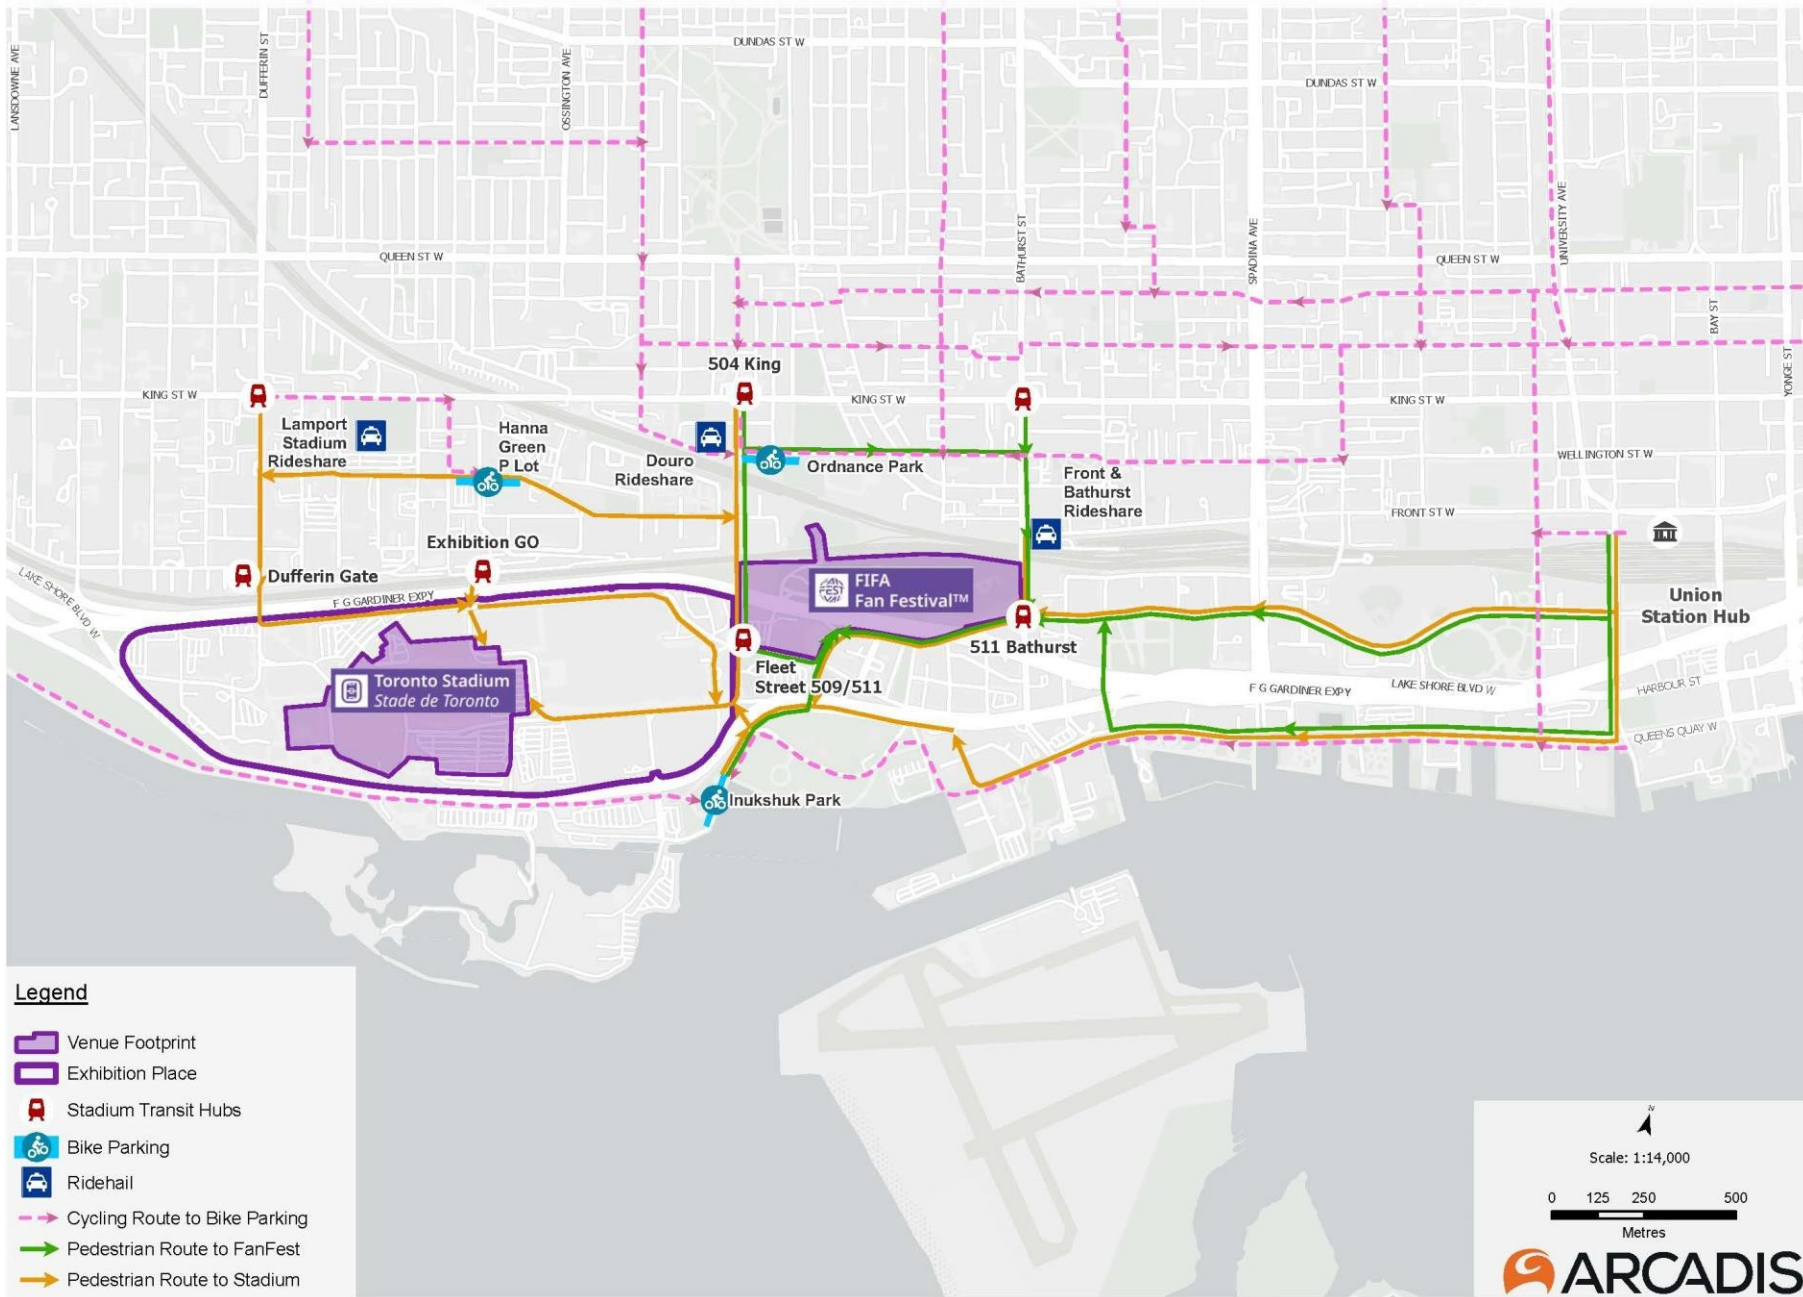 LANSDOWNE AVE
DUFFERIN ST
OSSINGTON AVE
DUNDAS ST W
DUNDAS ST W
BATHURST ST
SPADINA AVE
UNIVERSITY AVE
QUEEN ST W
QUEEN ST W
BAY ST
YONGE ST
504 King
KING ST W
KING ST W
KING ST W
Lamport
Stadium
Rideshare
Hanna
Green
P Lot
Douro
Rideshare
Ordnance Park
Front &
Bathurst
Rideshare
WELLINGTON ST W
FRONT ST W
Exhibition GO
Dufferin Gate
LAKE SHORE BLVD W
F G GARDINER EXPY
FAN
FEST
FIFA
Fan Festival™
Union
Station Hub
511 Bathurst
Toronto Stadium
Stade de Toronto
Fleet
Street 509/511
F G GARDINER EXPY
LAKE SHORE BLVD W
HARBOUR ST
QUEENS QUAY W
Inukshuk Park
Legend
Venue Footprint
Exhibition Place
Stadium Transit Hubs
Bike Parking
Ridehail
Cycling Route to Bike Parking
Pedestrian Route to FanFest
Pedestrian Route to Stadium
N
Scale: 1:14,000
0 125 250 500
Metres
ARCADIS